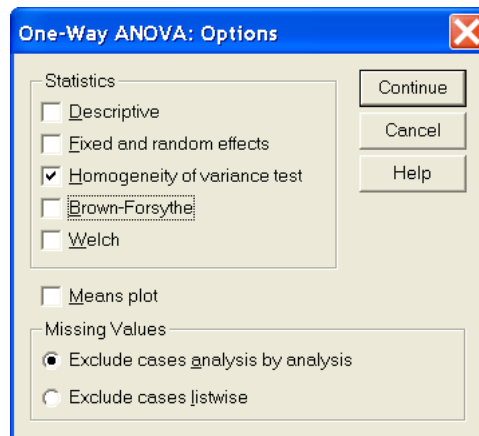 One-Way ANOVA: Options
Statistics
Descriptive
Fixed and random effects
Homogeneity of variance test
Brown-Forsythe
Welch
Continue
Cancel
Help
Means plot
Missing Values
Exclude cases analysis by analysis
Exclude cases listwise